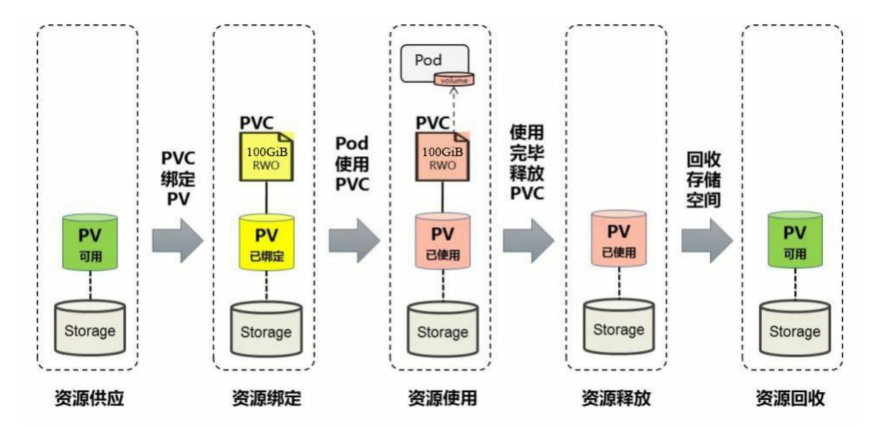 Pod
volume
PVC
100GiB
RWO
PVC
100GiB
RWO
PVC
绑定
PV
Pod
使用
PVC
使用
完毕
释放
PVC
回收
存储
空间
PV
可用
PV
已绑定
PV
已使用
PV
已使用
PV
可用
Storage
Storage
Storage
Storage
Storage
资源供应
资源绑定
资源使用
资源释放
资源回收